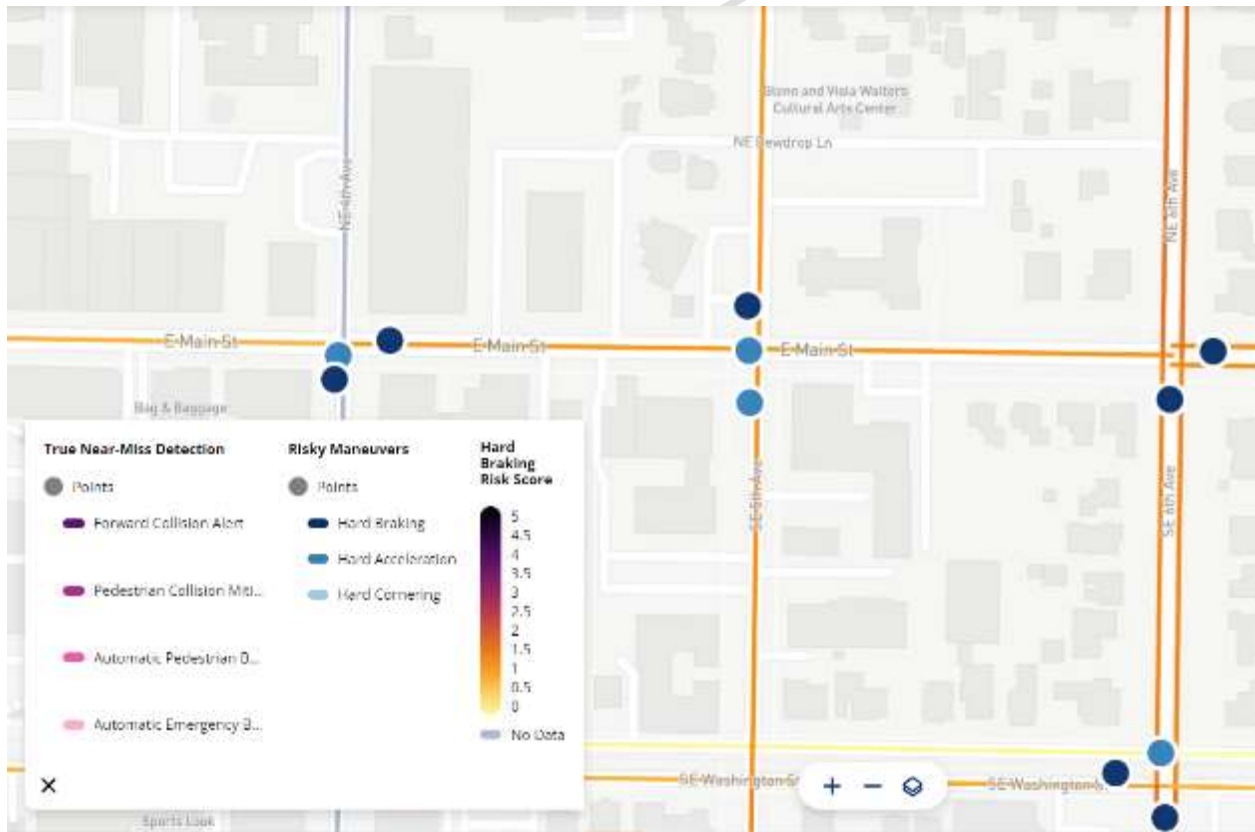 Glenn and Viola Walters
Cultural Arts Center
NE Dewdrop Ln
NE 4th Ave
NE 6th Ave
E Main St
E Main St
E Main St
Bag & Baggage
SE 5th Ave
SE 6th Ave
True Near-Miss Detection
Points
Forward Collision Alert
Pedestrian Collision Miti...
Automatic Pedestrian B...
Automatic Emergency B...
Risky Maneuvers
Points
Hard Braking
Hard Acceleration
Hard Cornering
Hard
Braking
Risk Score
5
4.5
4
3.5
3
2.5
2
1.5
1
0.5
0
No Data
SE Washington S
SE Washington S
Sports Look